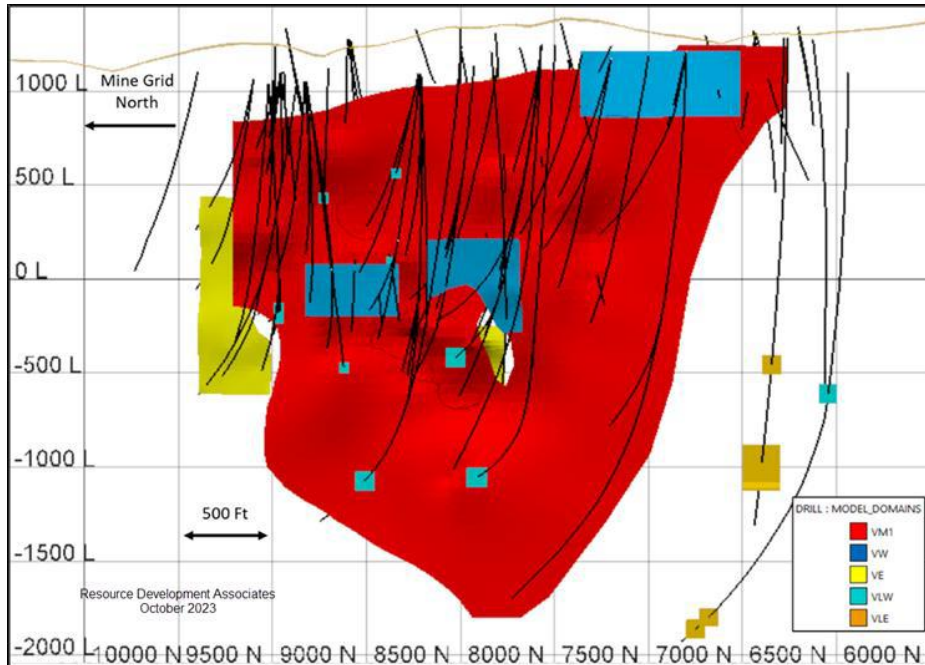 1000 L
Mine Grid
North
500 L
0 L
-500 L
-1000 L
500 Ft
-1500 L
Resource Development Associates
October 2023
-2000 L
10000 N 9500 N 9000 N 8500 N 8000 N 7500 N 7000 N 6500 N 6000 N
DRILL : MODEL_DOMAINS
VM1
VW
VE
VLW
VLE